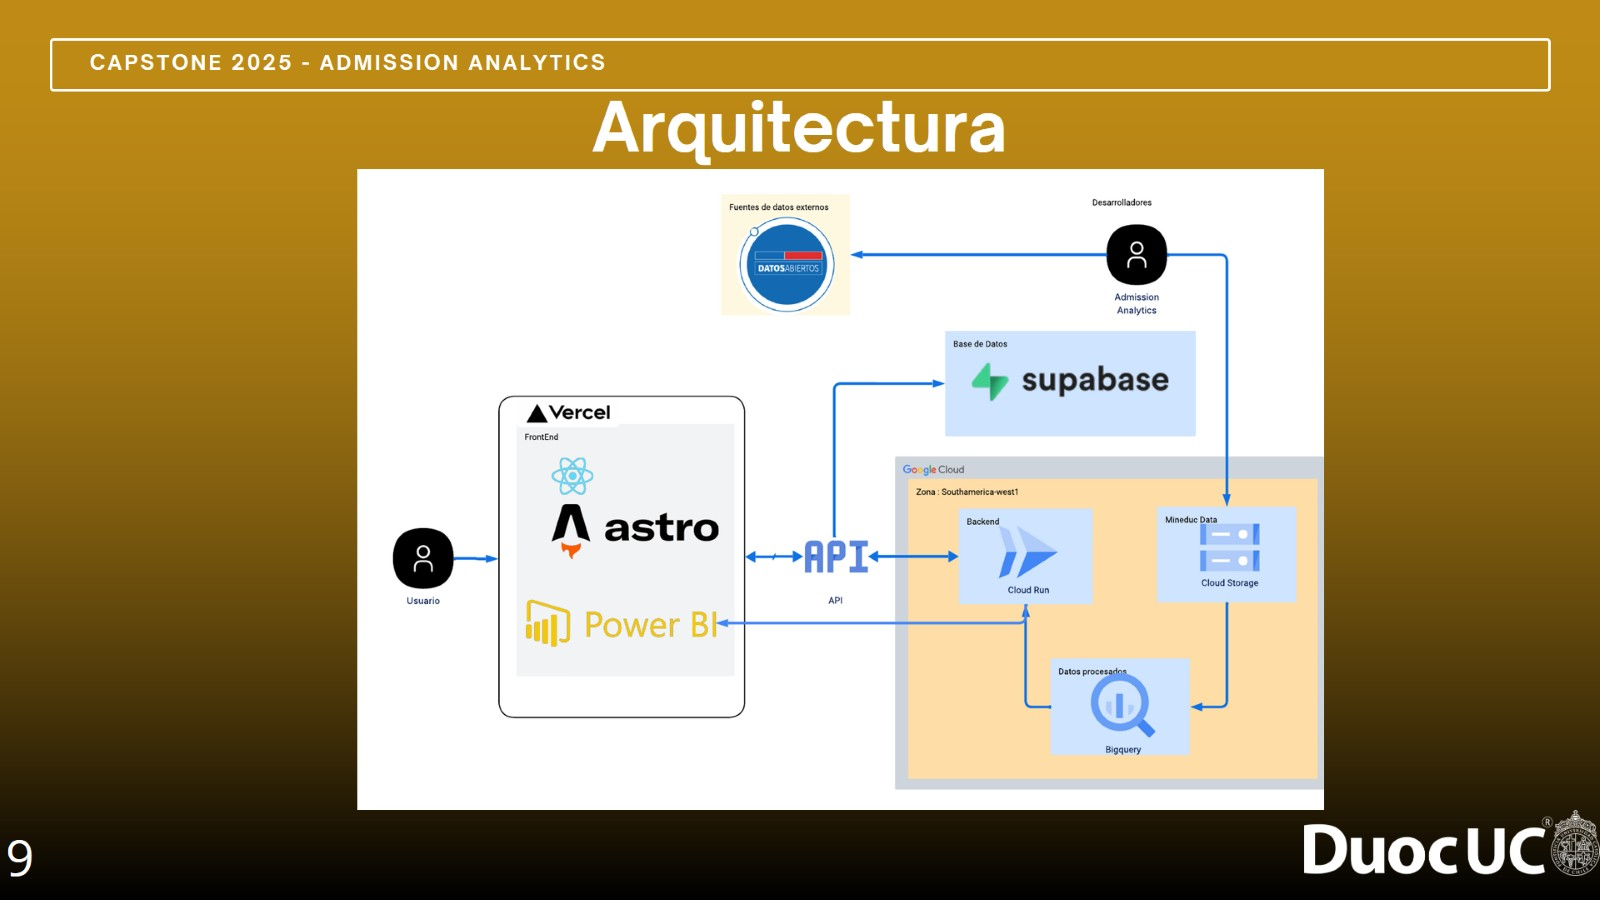 CAPSTONE 2025 - ADMISSION ANALYTICS
Arquitectura
Fuentes de datos externos
DATOSABIERTOS
Desarrolladores
Admission
Analytics
Base de Datos
supabase
Vercel
FrontEnd
astro
Power BI
Usuario
API
API
Google Cloud
Zona : Southamerica-west1
Backend
Cloud Run
Mineduc Data
Cloud Storage
Datos procesados
Bigquery
9
DuocUC®